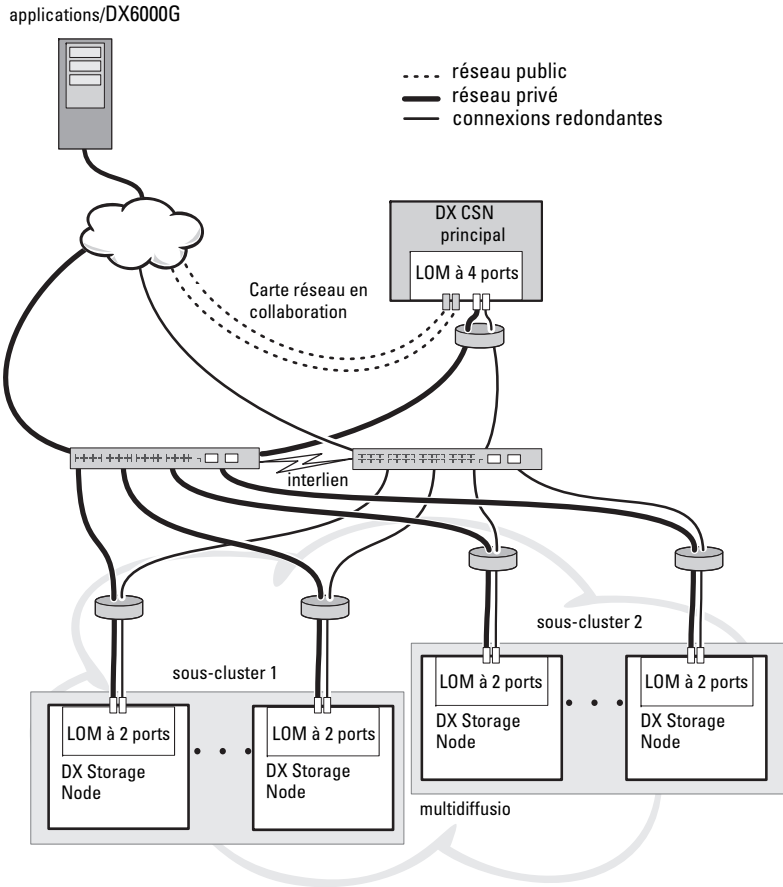 applications/DX6000G
réseau public
réseau privé
connexions redondantes
DX CSN
principal
LOM à 4 ports
Carte réseau en
collaboration
interlien
sous-cluster 2
sous-cluster 1
LOM à 2 ports
DX Storage
Node
LOM à 2 ports
DX Storage
Node
LOM à 2 ports
DX Storage
Node
LOM à 2 ports
DX Storage
Node
multidiffusio